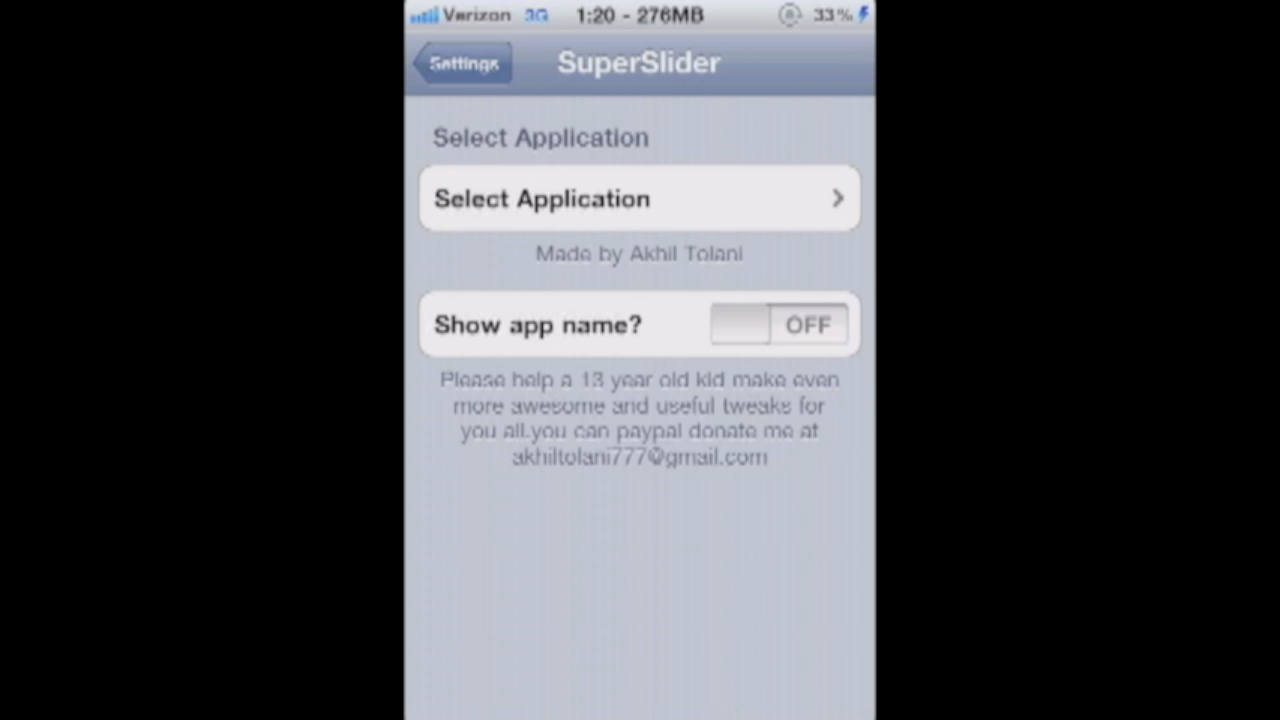 Verizon 3G 1:20 - 276MB 33%
Settings SuperSlider
Select Application
Select Application
Made by Akhil Tolani
Show app name? OFF
Please help a 13 year old kid make even
more awesome and useful tweaks for
you all.you can paypal donate me at
akhiltolani777@gmail.com